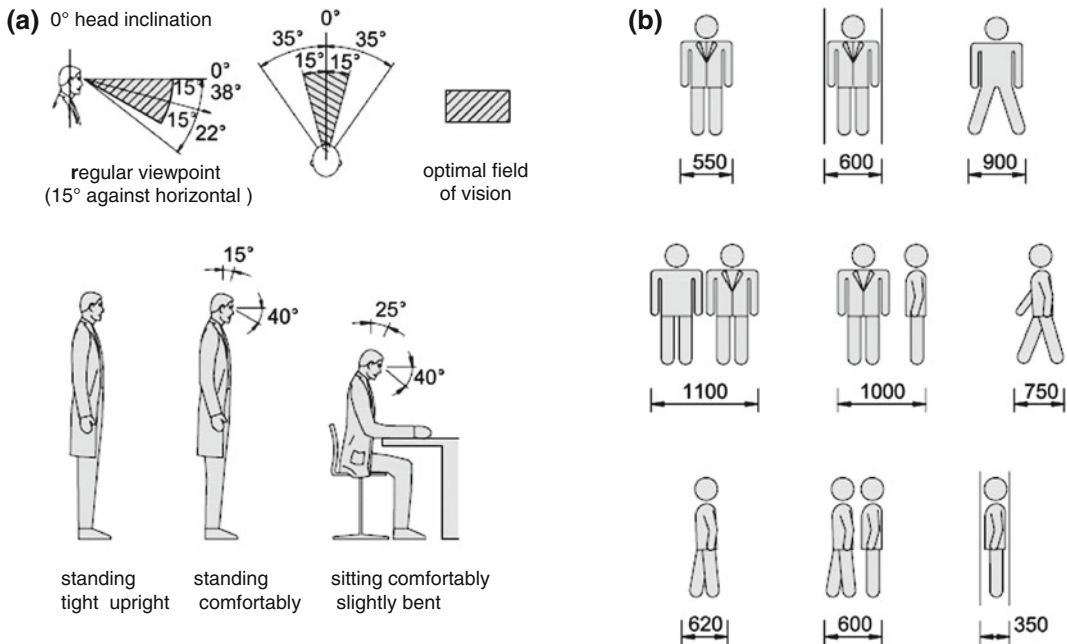 (a) 0° head inclination
0°
35° 35°
15° 15°
0°
15°
38°
15°
22°
regular viewpoint
(15° against horizontal )
optimal field
of vision
15°
40°
25°
40°
standing
tight upright
standing
comfortably
sitting comfortably
slightly bent
(b)
550 600 900
1100 1000 750
620 600 350